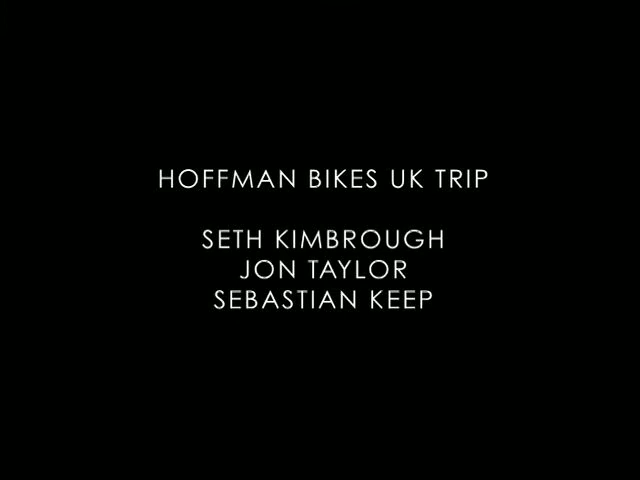 HOFFMAN BIKES UK TRIP
SETH KIMBROUGH
JON TAYLOR
SEBASTIAN KEEP